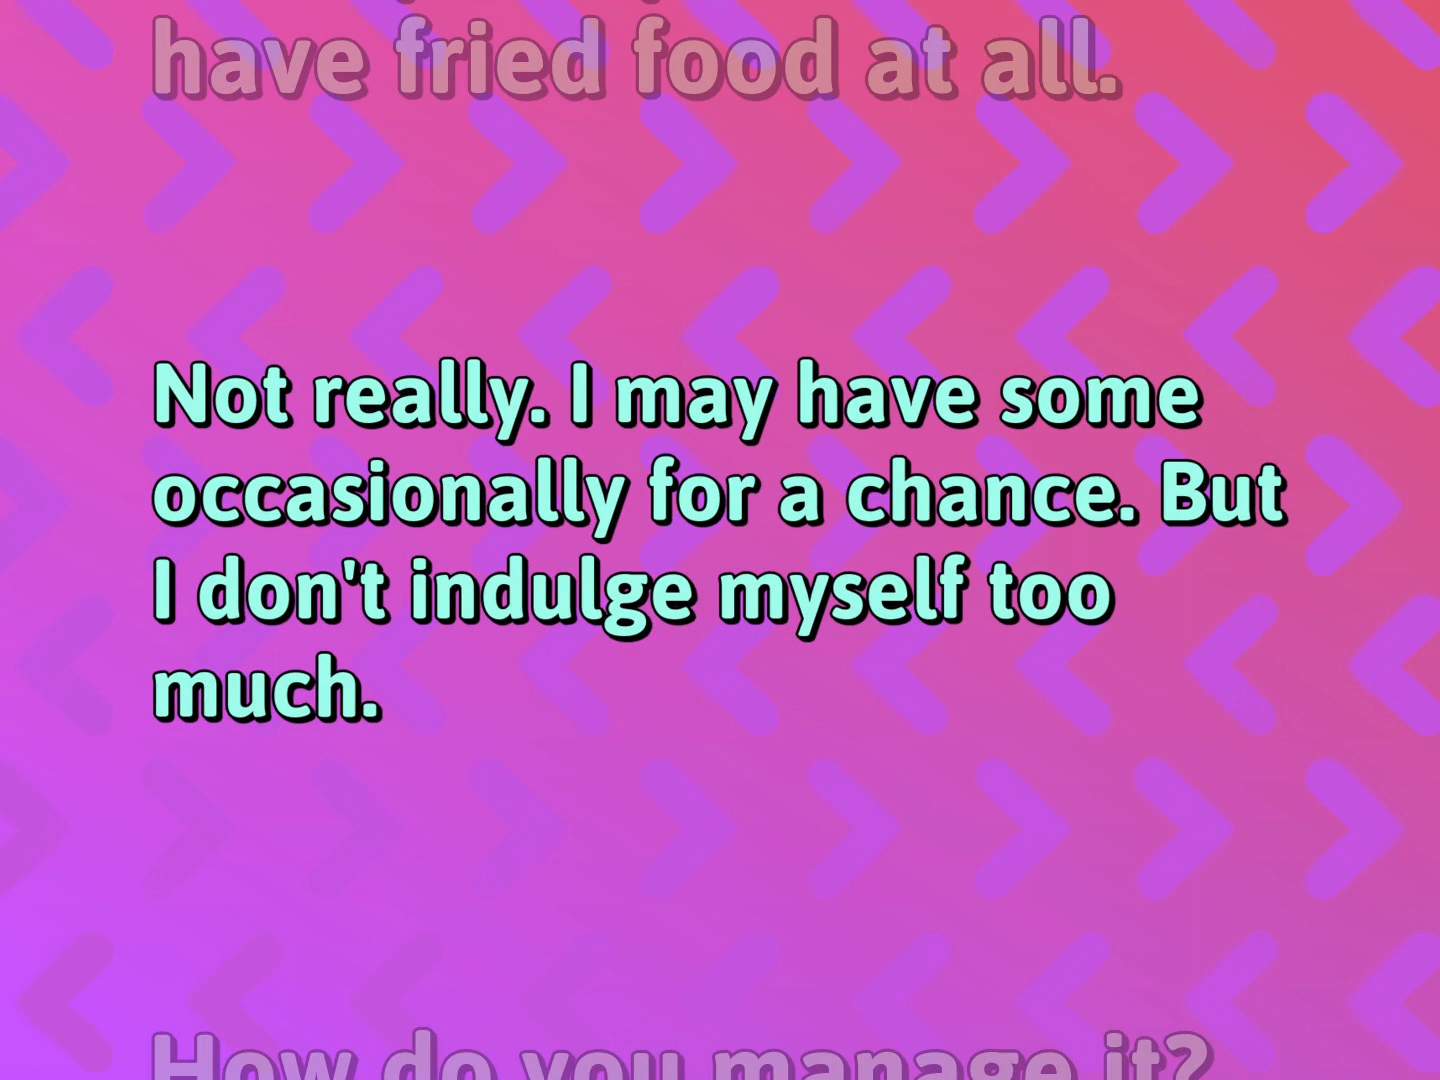 have fried food at all.
Not really. I may have some
occasionally for a chance. But
I don't indulge myself too
much.
How do you manage it?